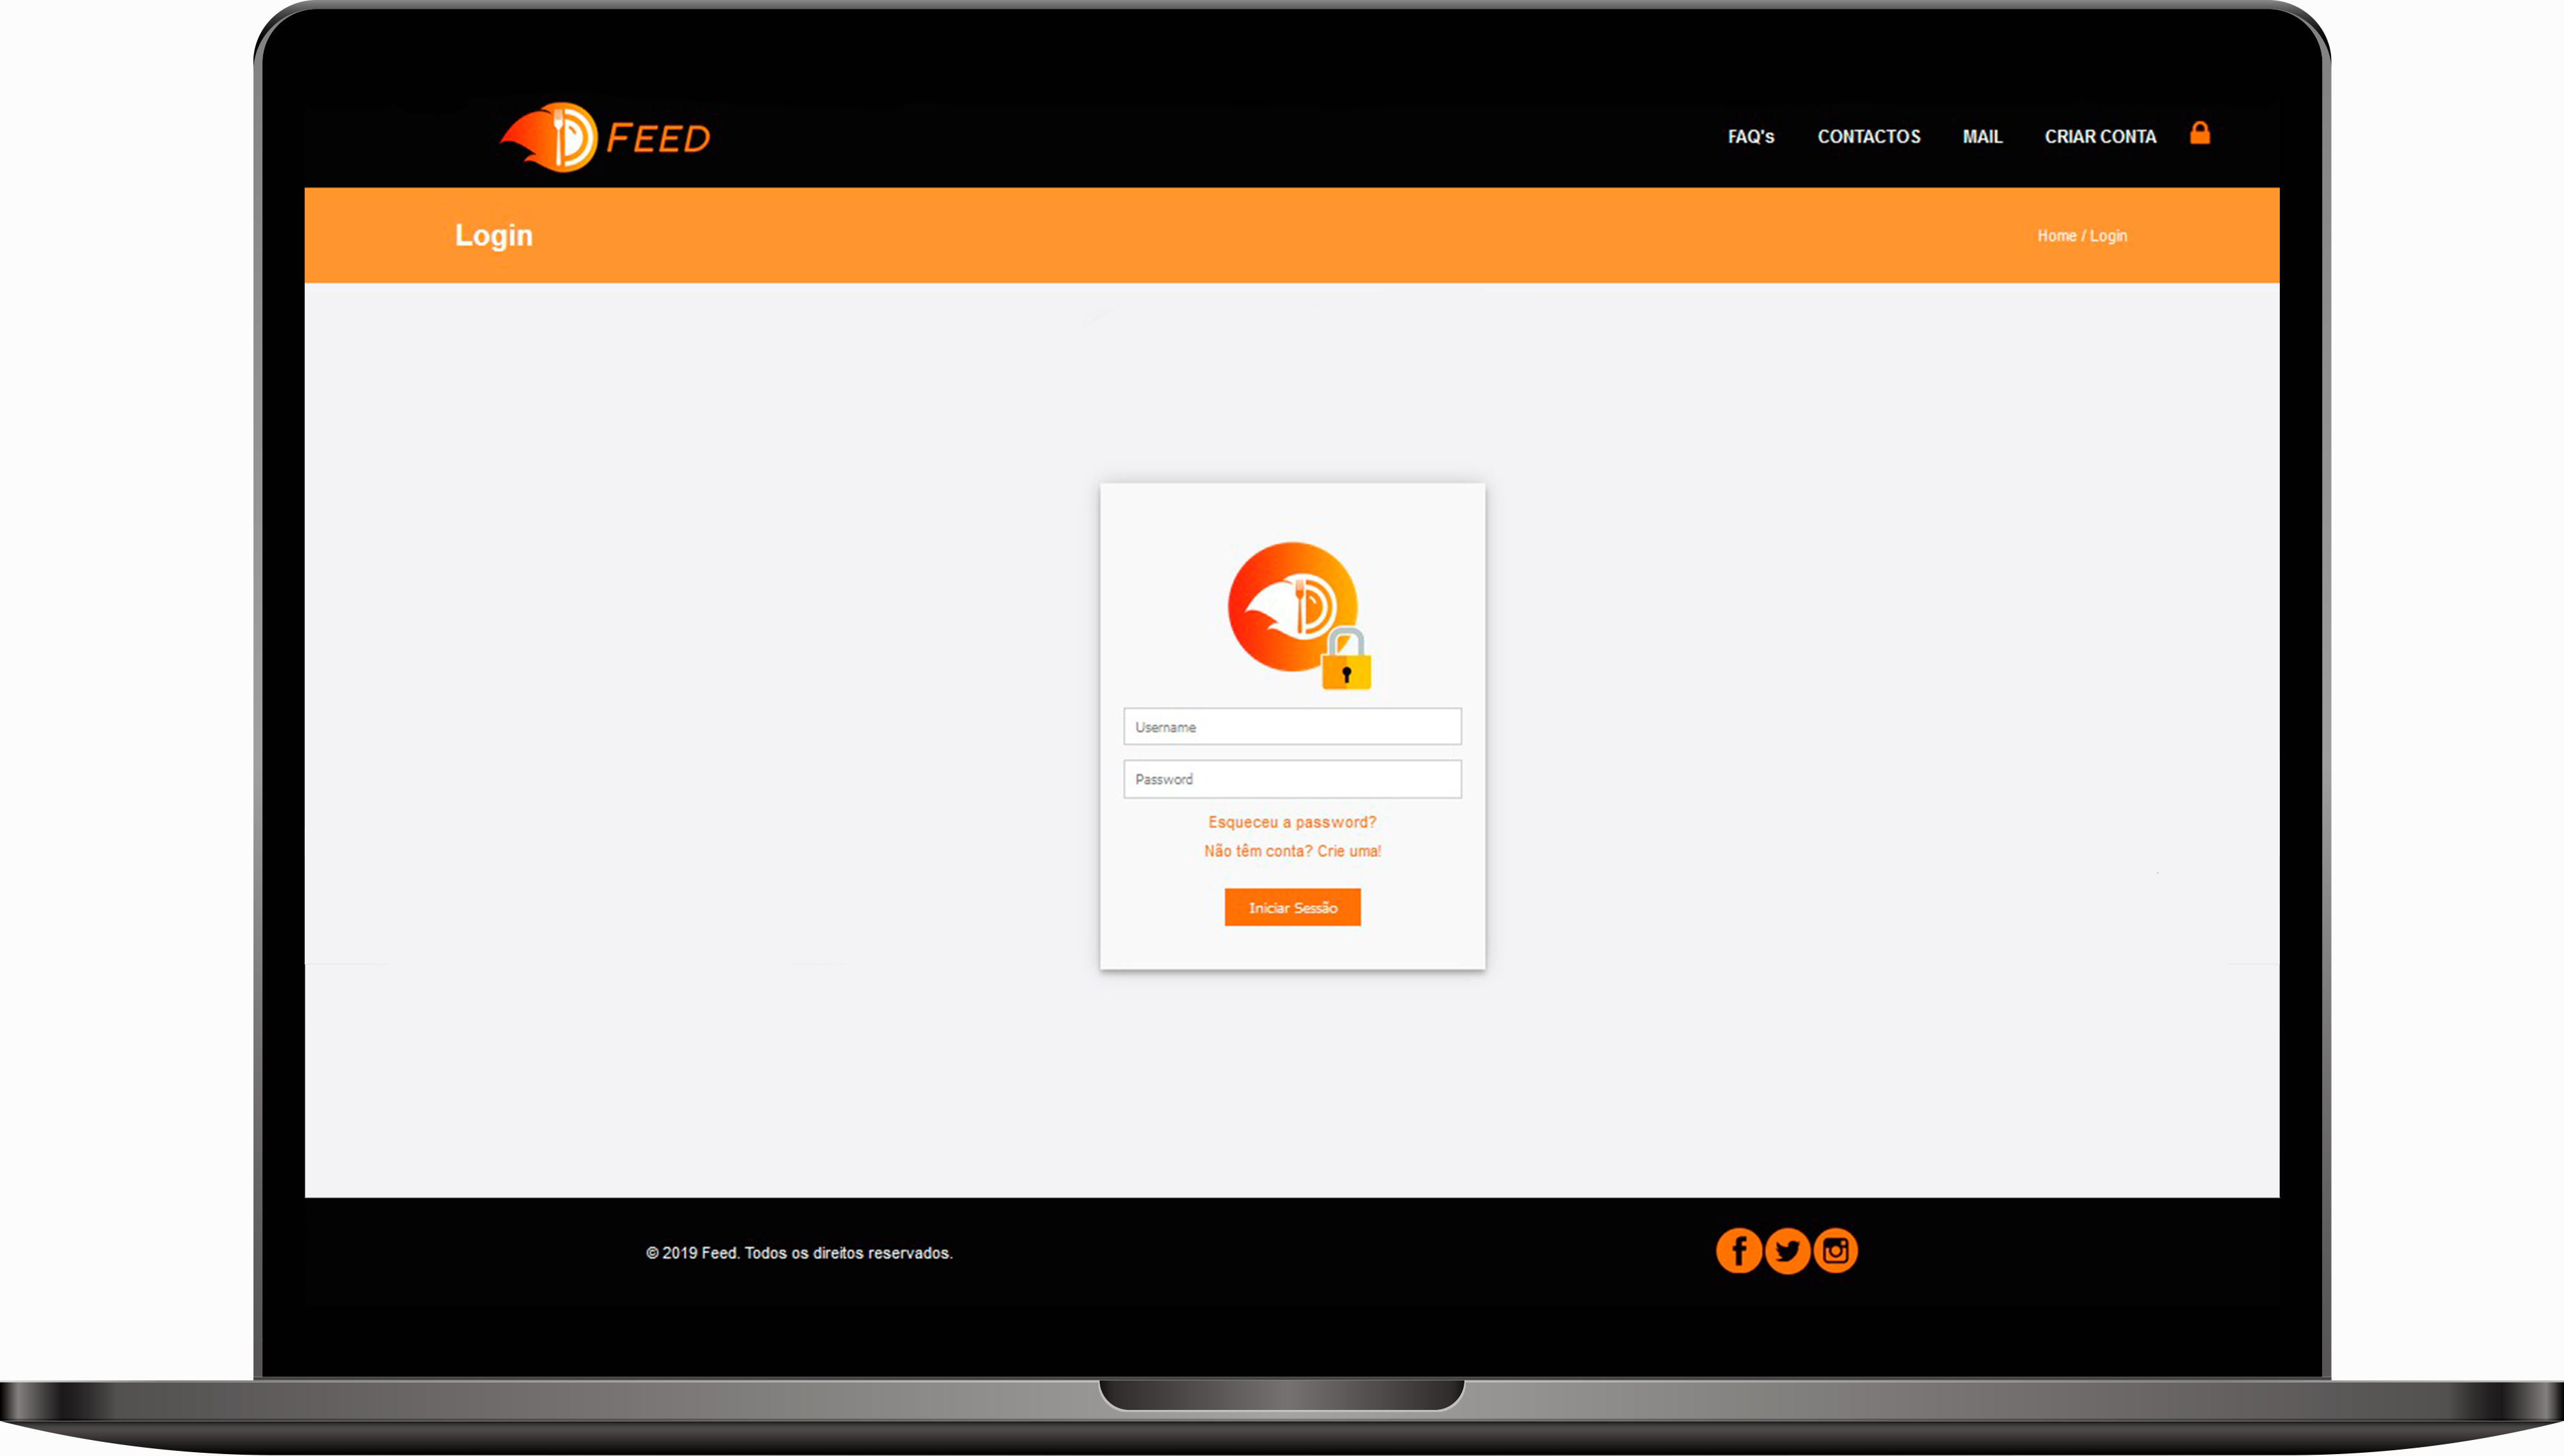 FEED
FAQ's CONTACTOS MAIL CRIAR CONTA
Login
Home / Login
Username
Password
Esqueceu a password?
Não têm conta? Crie uma!
Iniciar Sessão
© 2019 Feed. Todos os direitos reservados.